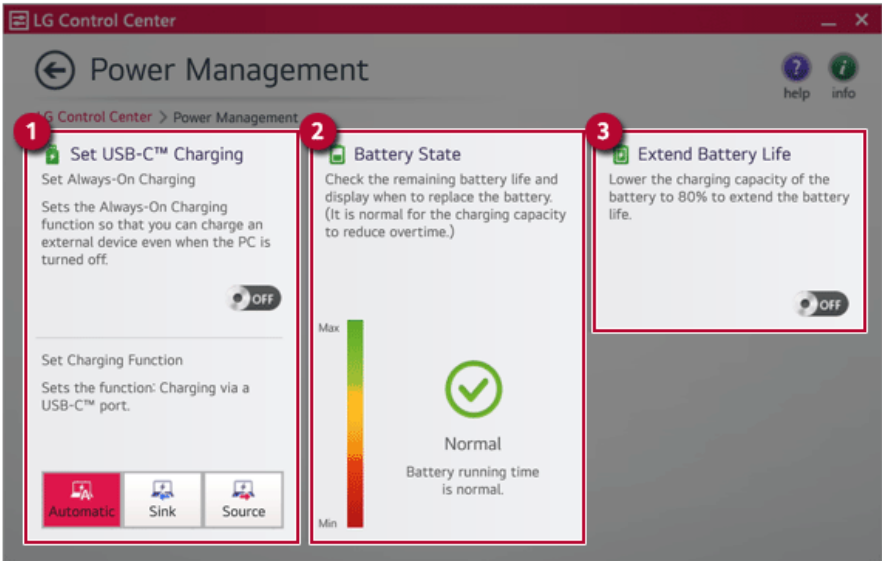 LG Control Center
Power Management
help
info
LG Control Center > Power Management
1
Set USB-C™ Charging
Set Always-On Charging
Sets the Always-On Charging
function so that you can charge an
external device even when the PC is
turned off.
OFF
Set Charging Function
Sets the function: Charging via a
USB-C™ port.
Automatic
Sink
Source
2
Battery State
Check the remaining battery life and
display when to replace the battery.
(It is normal for the charging capacity
to reduce overtime.)
Max
Normal
Battery running time
is normal.
Min
3
Extend Battery Life
Lower the charging capacity of the
battery to 80% to extend the battery
life.
OFF